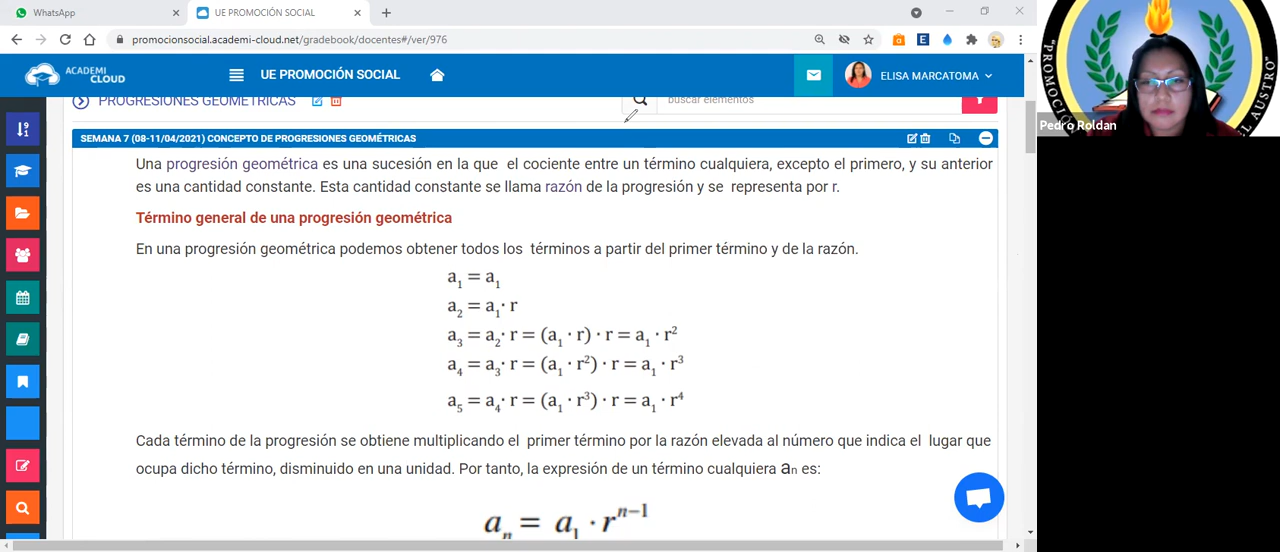 WhatsApp
UE PROMOCIÓN SOCIAL
promocionsocial.academi-cloud.net/gradebook/docentes#/ver/976
ACADEMI
CLOUD
UE PROMOCIÓN SOCIAL
ELISA MARCATOMA
PROGRESIONES GEOMÉTRICAS
buscar elementos
SEMANA 7 (08-11/04/2021) CONCEPTO DE PROGRESIONES GEOMÉTRICAS
Una progresión geométrica es una sucesión en la que el cociente entre un término cualquiera, excepto el primero, y su anterior
es una cantidad constante. Esta cantidad constante se llama razón de la progresión y se representa por r.
Término general de una progresión geométrica
En una progresión geométrica podemos obtener todos los términos a partir del primer término y de la razón.
a₁ = a₁
a₂ = a₁· r
a₃ = a₂· r = (a₁ · r) · r = a₁ · r²
a₄ = a₃· r = (a₁ · r²) · r = a₁ · r³
a₅ = a₄· r = (a₁ · r³) · r = a₁ · r⁴
Cada término de la progresión se obtiene multiplicando el primer término por la razón elevada al número que indica el lugar que
ocupa dicho término, disminuido en una unidad. Por tanto, la expresión de un término cualquiera aₙ es:
aₙ = a₁ · rⁿ⁻¹
Pedro Roldan